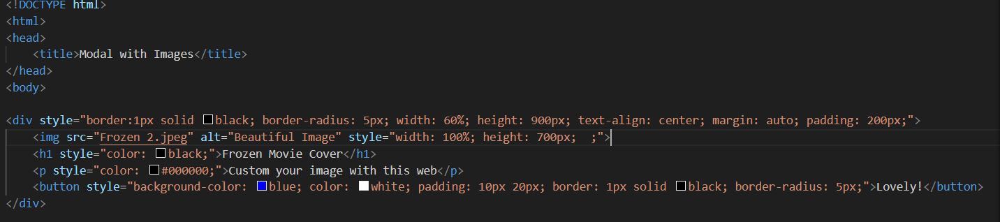 <!DOCTYPE html>
<html>
<head>
    <title>Modal with Images</title>
</head>
<body>

<div style="border:1px solid black; border-radius: 5px; width: 60%; height: 900px; text-align: center; margin: auto; padding: 200px;">
    <img src="Frozen 2.jpeg" alt="Beautiful Image" style="width: 100%; height: 700px;  ;">
    <h1 style="color: black;">Frozen Movie Cover</h1>
    <p style="color: #000000;">Custom your image with this web</p>
    <button style="background-color: blue; color: white; padding: 10px 20px; border: 1px solid black; border-radius: 5px;">Lovely!</button>
</div>